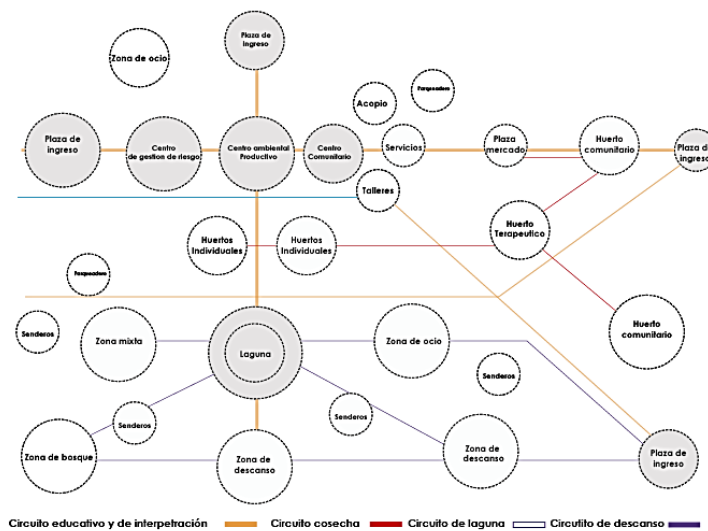 Plaza de
ingreso
Zona de ocio
Parqueadero
Acopio
Plaza de
ingreso
Centro
de gestion de riesgo
Centro ambiental
Productivo
Centro
Comunitario
Servicios
Plaza
mercado
Huerto
comunitario
Plaza de
ingreso
Talleres
Huertos
Individuales
Huertos
Individuales
Huerto
Terapeutico
Parqueadero
Senderos
Zona mixta
Laguna
Zona de ocio
Huerto
comunitario
Senderos
Senderos
Senderos
Zona de bosque
Zona de
descanso
Zona de
descanso
Plaza de
ingreso
Circuito educativo y de interpetración
Circuito cosecha
Circuito de laguna
Circutito de descanso